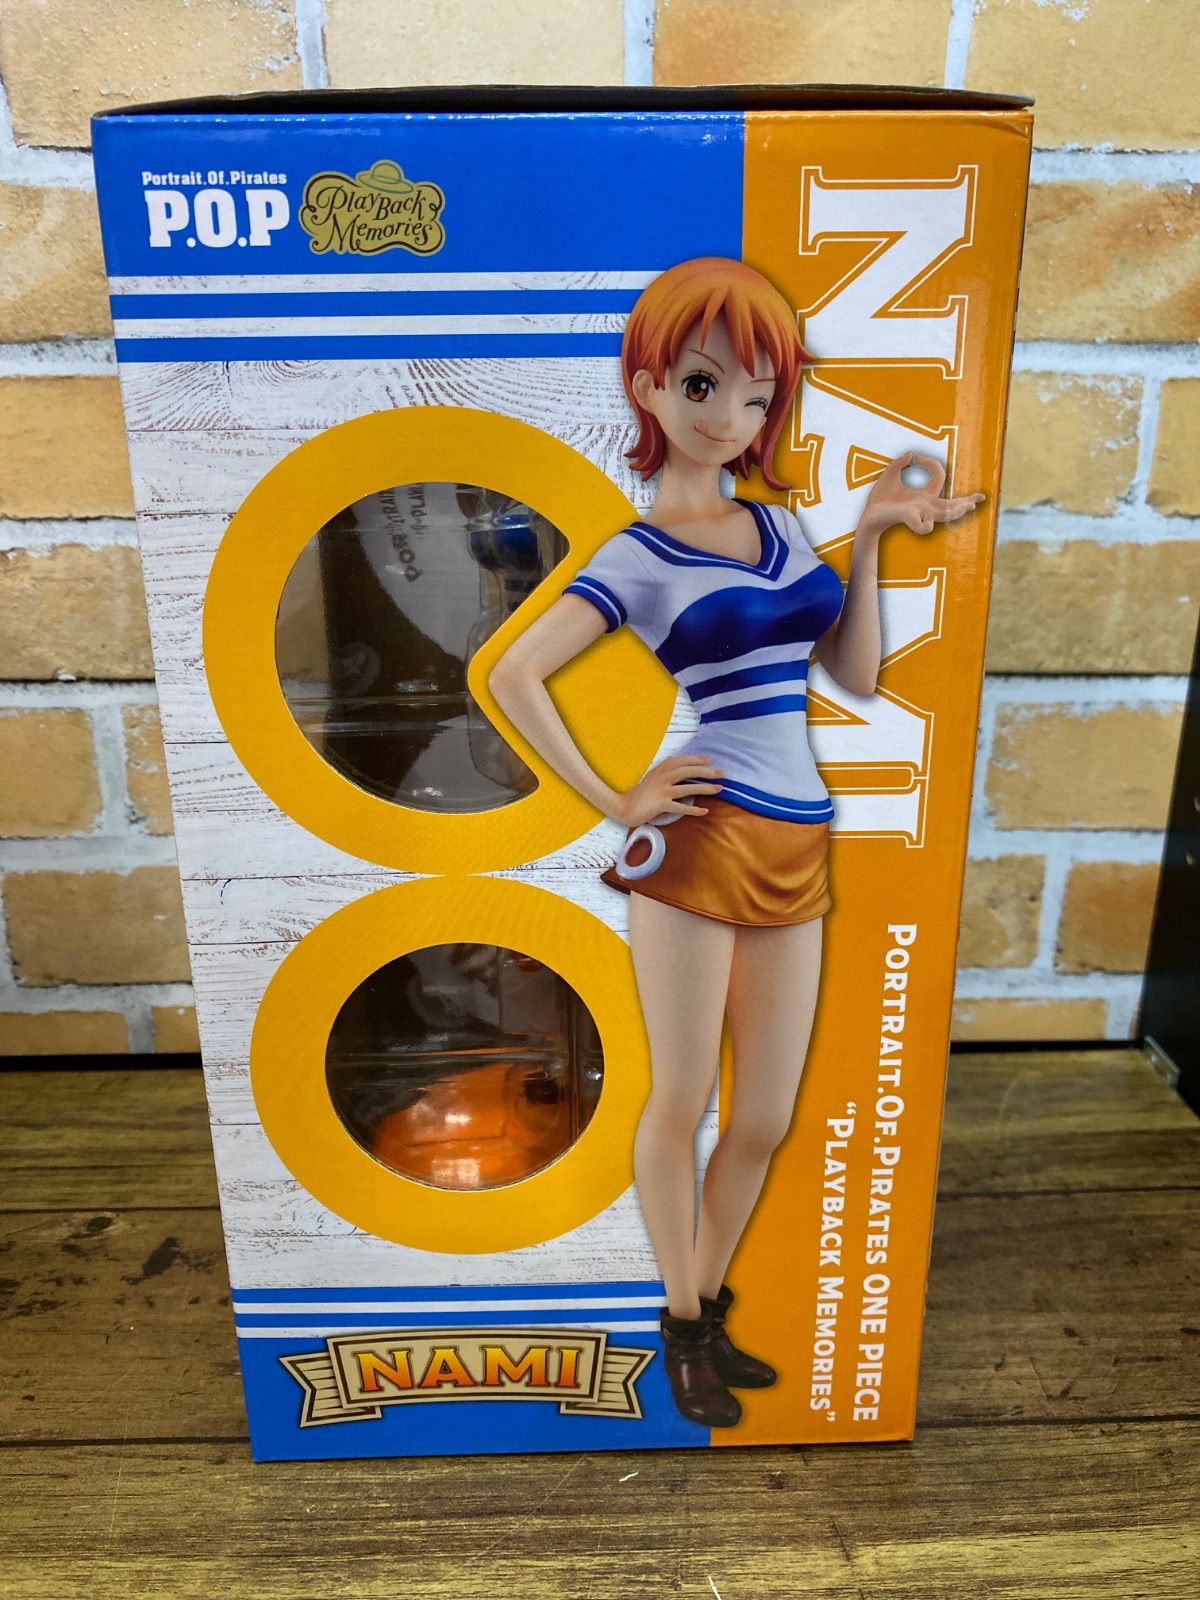 Portrait.Of.Pirates
P.O.P
PlayBack
Memories
NAMI
PORTRAIT.OF.PIRATES ONE PIECE
"PLAYBACK MEMORIES"
NAMI